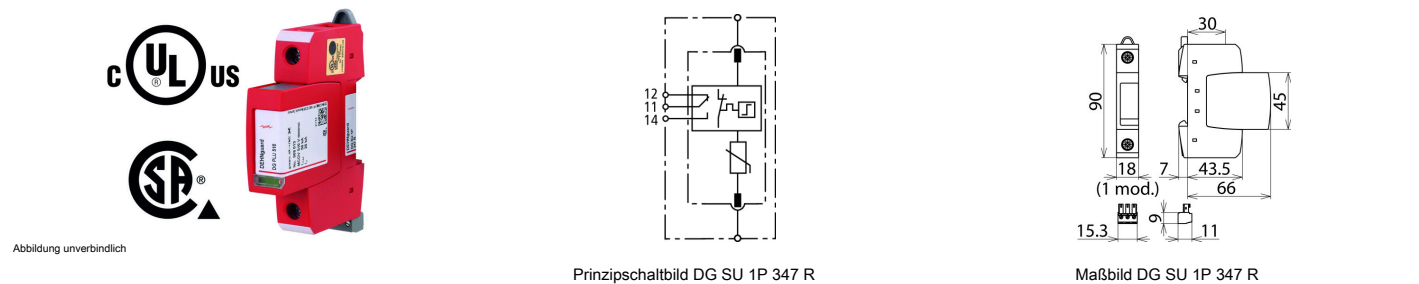 C UL US
®
SA ®
DEHNguard
DG PLU 510
Abbildung unverbindlich
12
11
14
Prinzipschaltbild DG SU 1P 347 R
30
90
45
18
7
43.5
(1 mod.)
66
9
15.3
11
Maßbild DG SU 1P 347 R